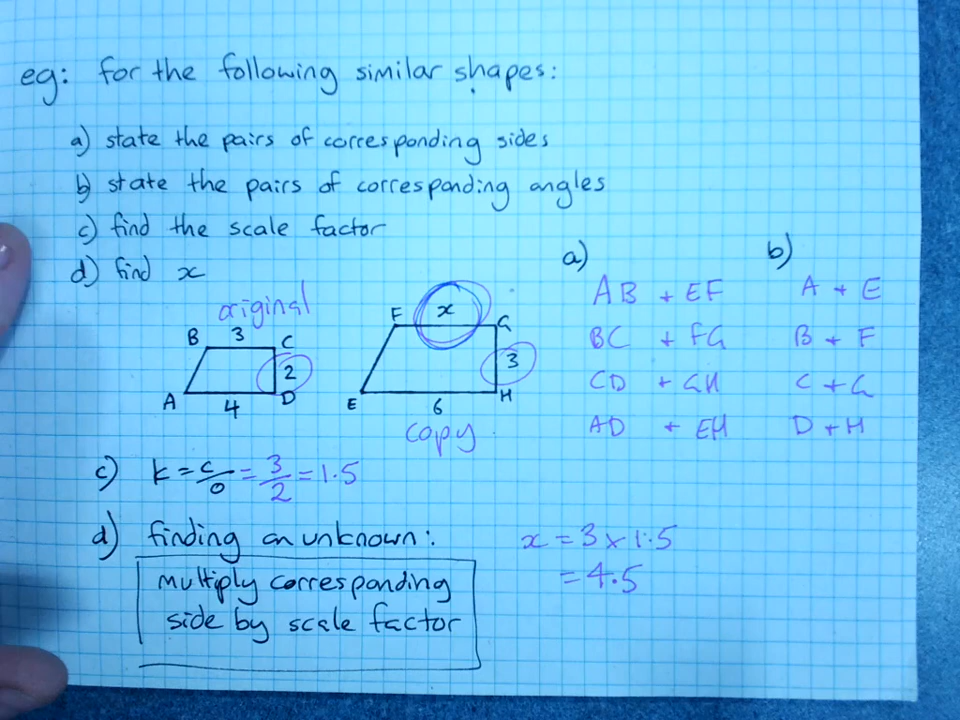 eg: for the following similar shapes:
a) state the pairs of corresponding sides
b) state the pairs of corresponding angles
c) find the scale factor
d) find x
original
B 3 C
2
A 4 D
F x G
3
E 6 H
copy
a)
AB + EF
BC + FG
CD + GH
AD + EH
b)
A + E
B + F
C + G
D + H
c) k = c/o = 3/2 = 1.5
d) finding an unknown:
multiply corresponding
side by scale factor
x = 3 x 1.5
= 4.5